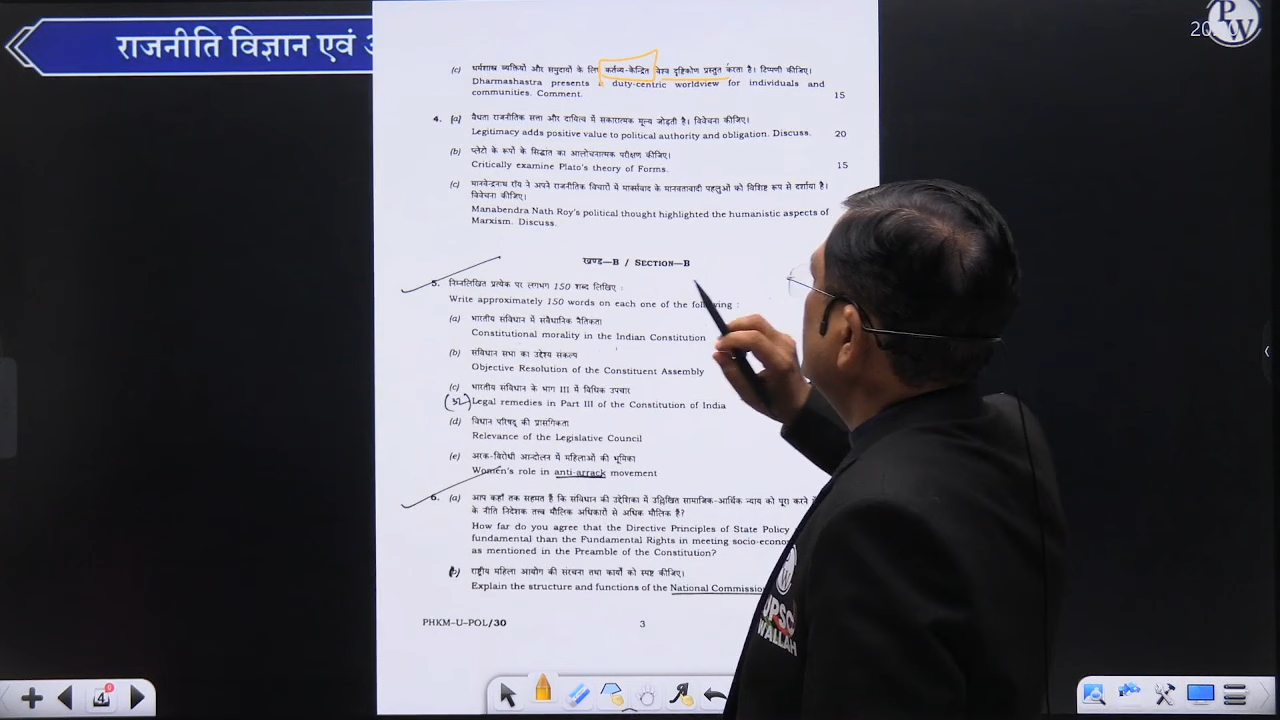 राजनीति विज्ञान एवं
PW
(c) धर्मशास्त्र व्यक्तियों और समुदायों के लिए कर्तव्य-केन्द्रित विश्व दृष्टिकोण प्रस्तुत करता है। टिप्पणी कीजिए।
Dharmashastra presents a duty-centric worldview for individuals and
communities. Comment. 15
4. (a) वैधता राजनीतिक सत्ता और दायित्व में सकारात्मक मूल्य जोड़ती है। विवेचना कीजिए।
Legitimacy adds positive value to political authority and obligation. Discuss. 20
(b) प्लेटो के रूपों के सिद्धांत का आलोचनात्मक परीक्षण कीजिए।
Critically examine Plato's theory of Forms. 15
(c) मानवेन्द्रनाथ रॉय ने अपने राजनीतिक विचारों में मार्क्सवाद के मानवतावादी पहलुओं को विशिष्ट रूप से दर्शाया है।
विवेचना कीजिए।
Manabendra Nath Roy's political thought highlighted the humanistic aspects of
Marxism. Discuss.
खण्ड—B / SECTION—B
5. निम्नलिखित प्रत्येक पर लगभग 150 शब्द लिखिए :
Write approximately 150 words on each one of the following :
(a) भारतीय संविधान में संवैधानिक नैतिकता
Constitutional morality in the Indian Constitution
(b) संविधान सभा का उद्देश्य संकल्प
Objective Resolution of the Constituent Assembly
(c) भारतीय संविधान के भाग III में विधिक उपचार
(32) Legal remedies in Part III of the Constitution of India
(d) विधान परिषद् की प्रासंगिकता
Relevance of the Legislative Council
(e) अरक-विरोधी आन्दोलन में महिलाओं की भूमिका
Women's role in anti-arrack movement
6. (a) आप कहाँ तक सहमत हैं कि संविधान की उद्देशिका में उल्लिखित सामाजिक-आर्थिक न्याय को पूरा करने में
के नीति निदेशक तत्त्व मौलिक अधिकारों से अधिक मौलिक हैं?
How far do you agree that the Directive Principles of State Policy
fundamental than the Fundamental Rights in meeting socio-econo
as mentioned in the Preamble of the Constitution?
(b) राष्ट्रीय महिला आयोग की संरचना तथा कार्यों को स्पष्ट कीजिए।
Explain the structure and functions of the National Commissio
PHKM-U-POL/30 3
UPSC
WALLAH
4